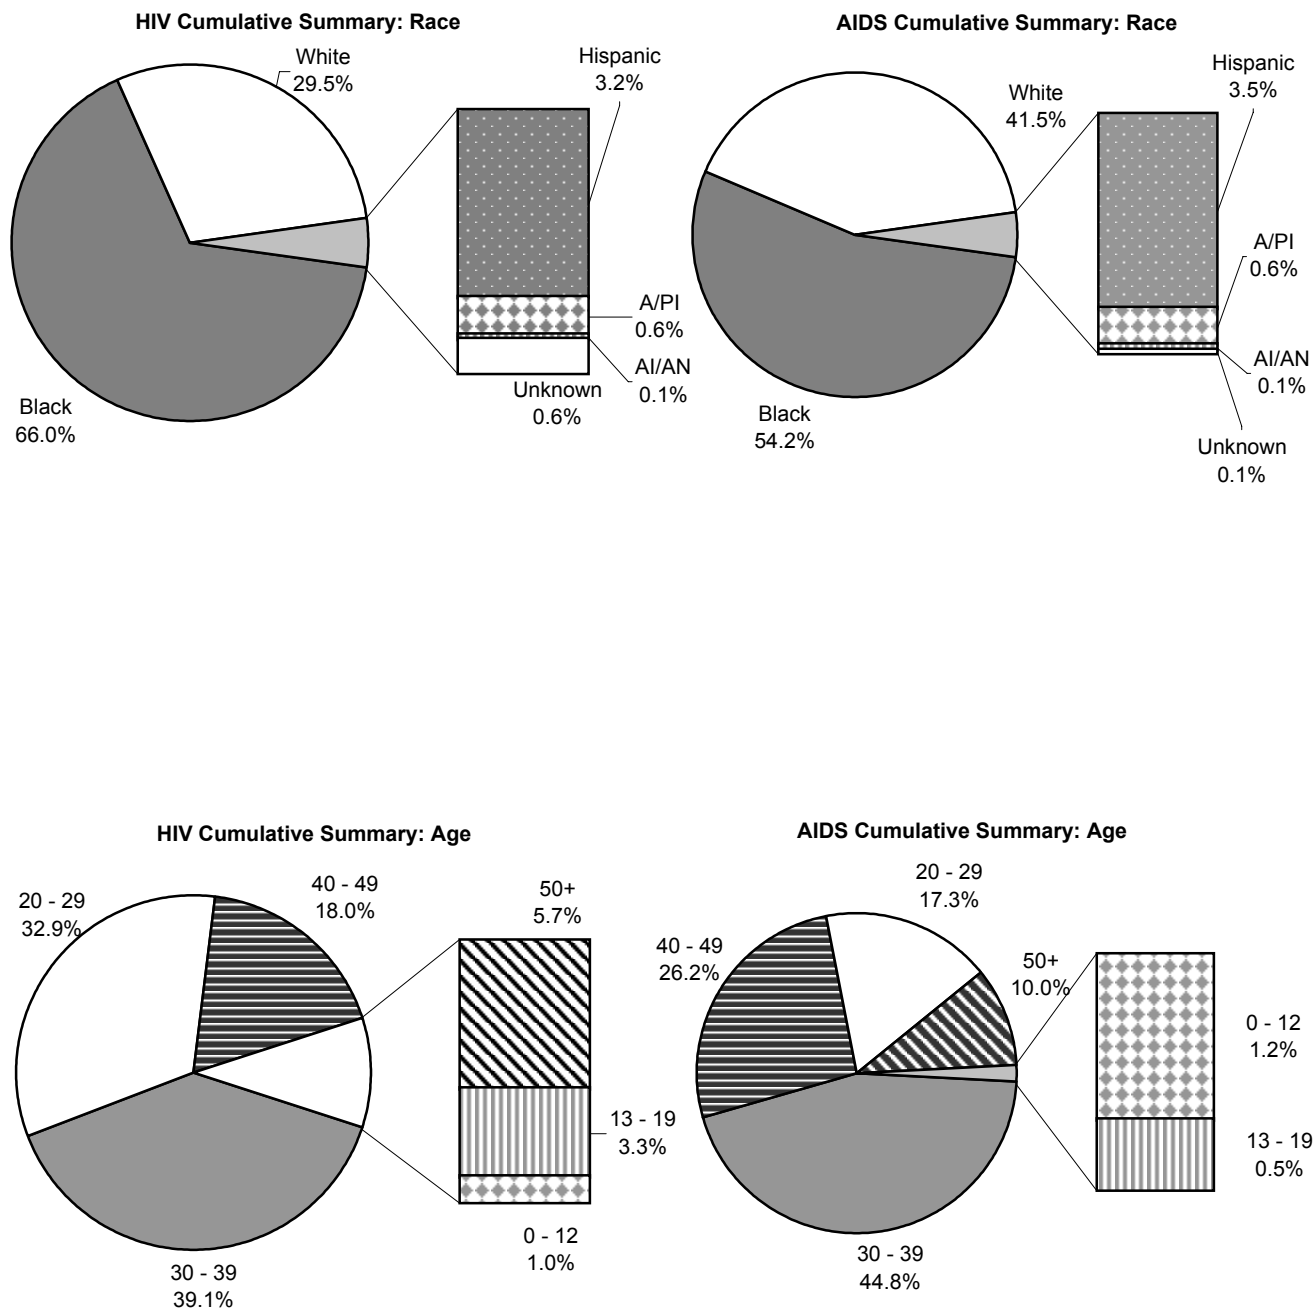 HIV Cumulative Summary: Race
White
29.5%
Hispanic
3.2%
A/PI
0.6%
AI/AN
0.1%
Unknown
0.6%
Black
66.0%
AIDS Cumulative Summary: Race
White
41.5%
Hispanic
3.5%
A/PI
0.6%
AI/AN
0.1%
Unknown
0.1%
Black
54.2%
HIV Cumulative Summary: Age
20 - 29
32.9%
40 - 49
18.0%
50+
5.7%
13 - 19
3.3%
0 - 12
1.0%
30 - 39
39.1%
AIDS Cumulative Summary: Age
20 - 29
17.3%
40 - 49
26.2%
50+
10.0%
0 - 12
1.2%
13 - 19
0.5%
30 - 39
44.8%